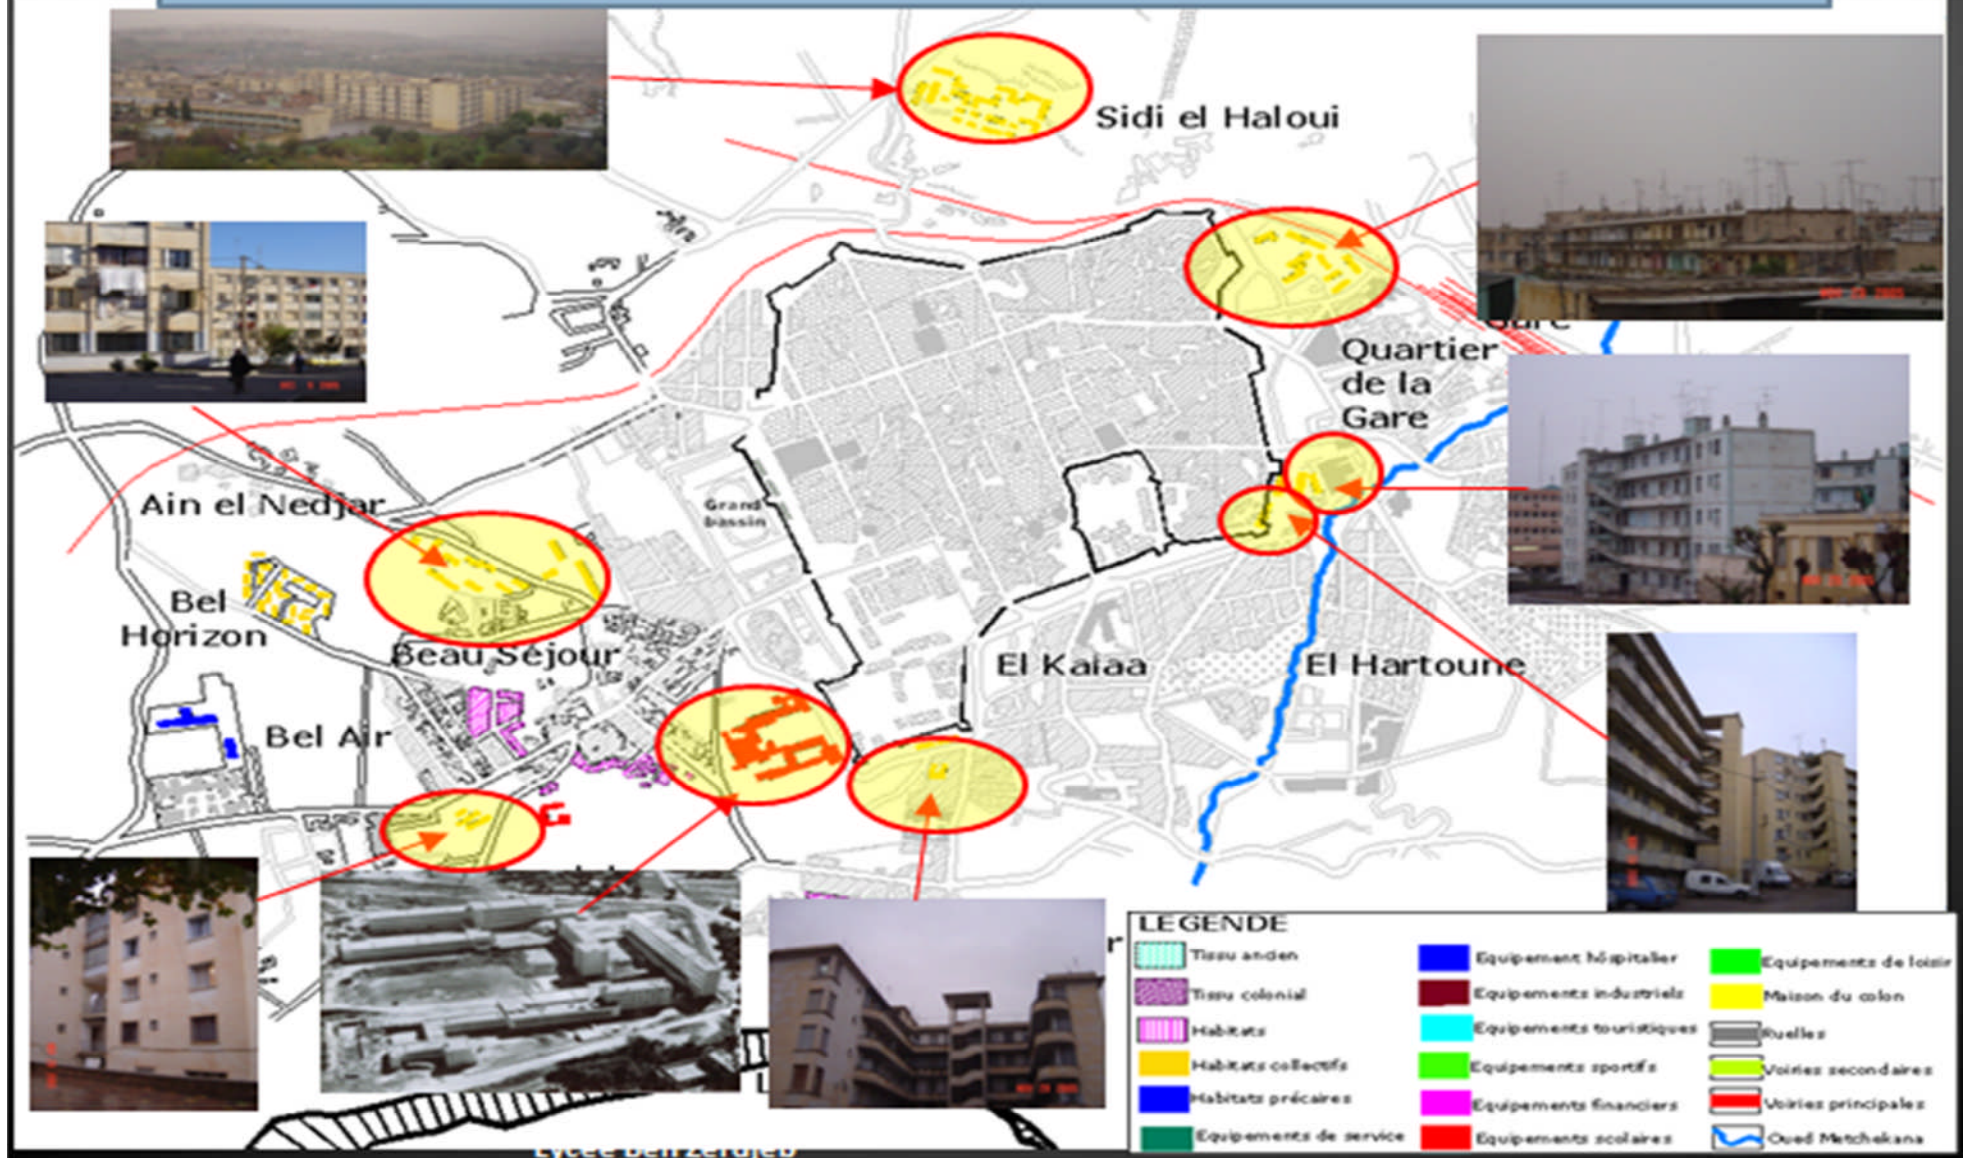 Sidi el Haloui
Quartier
de la
Gare
Ain el Nedjar
Grand
bassin
Bel
Horizon
Beau Séjour
El Kalaa
El Hartoune
Bel Air
r
LEGENDE
Tissu ancien
Tissu colonial
Habitats
Habitats collectifs
Habitats précaires
Equipements de service
Equipement hôspitalier
Equipements industriels
Equipements touristiques
Equipements sportifs
Equipements financiers
Equipements scolaires
Equipements de loisir
Maison du colon
Ruelles
Voiries secondaires
Voiries principales
Oued Metchekana
Lycée Benzerdjeb